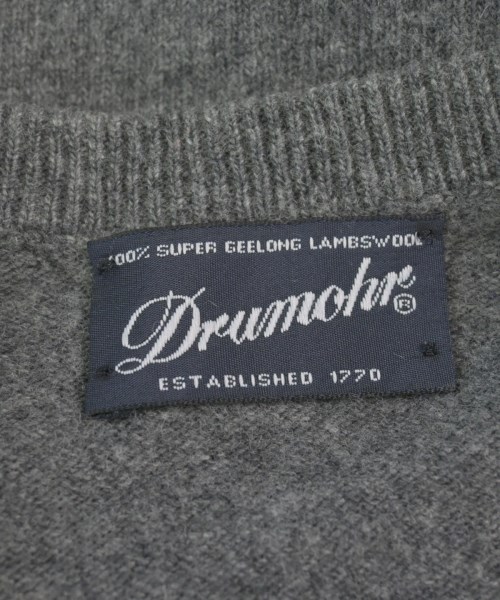 100% SUPER GEELONG LAMBSWOOL
Drumohr®
ESTABLISHED 1770